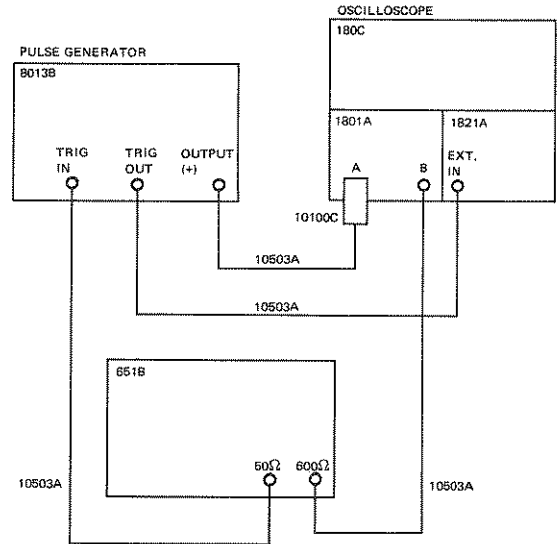 OSCILLOSCOPE
180C
PULSE GENERATOR
8013B
1801A
1821A
TRIG
IN
TRIG
OUT
OUTPUT
(+)
A
B
EXT.
IN
10100C
10503A
10503A
651B
50Ω
600Ω
10503A
10503A